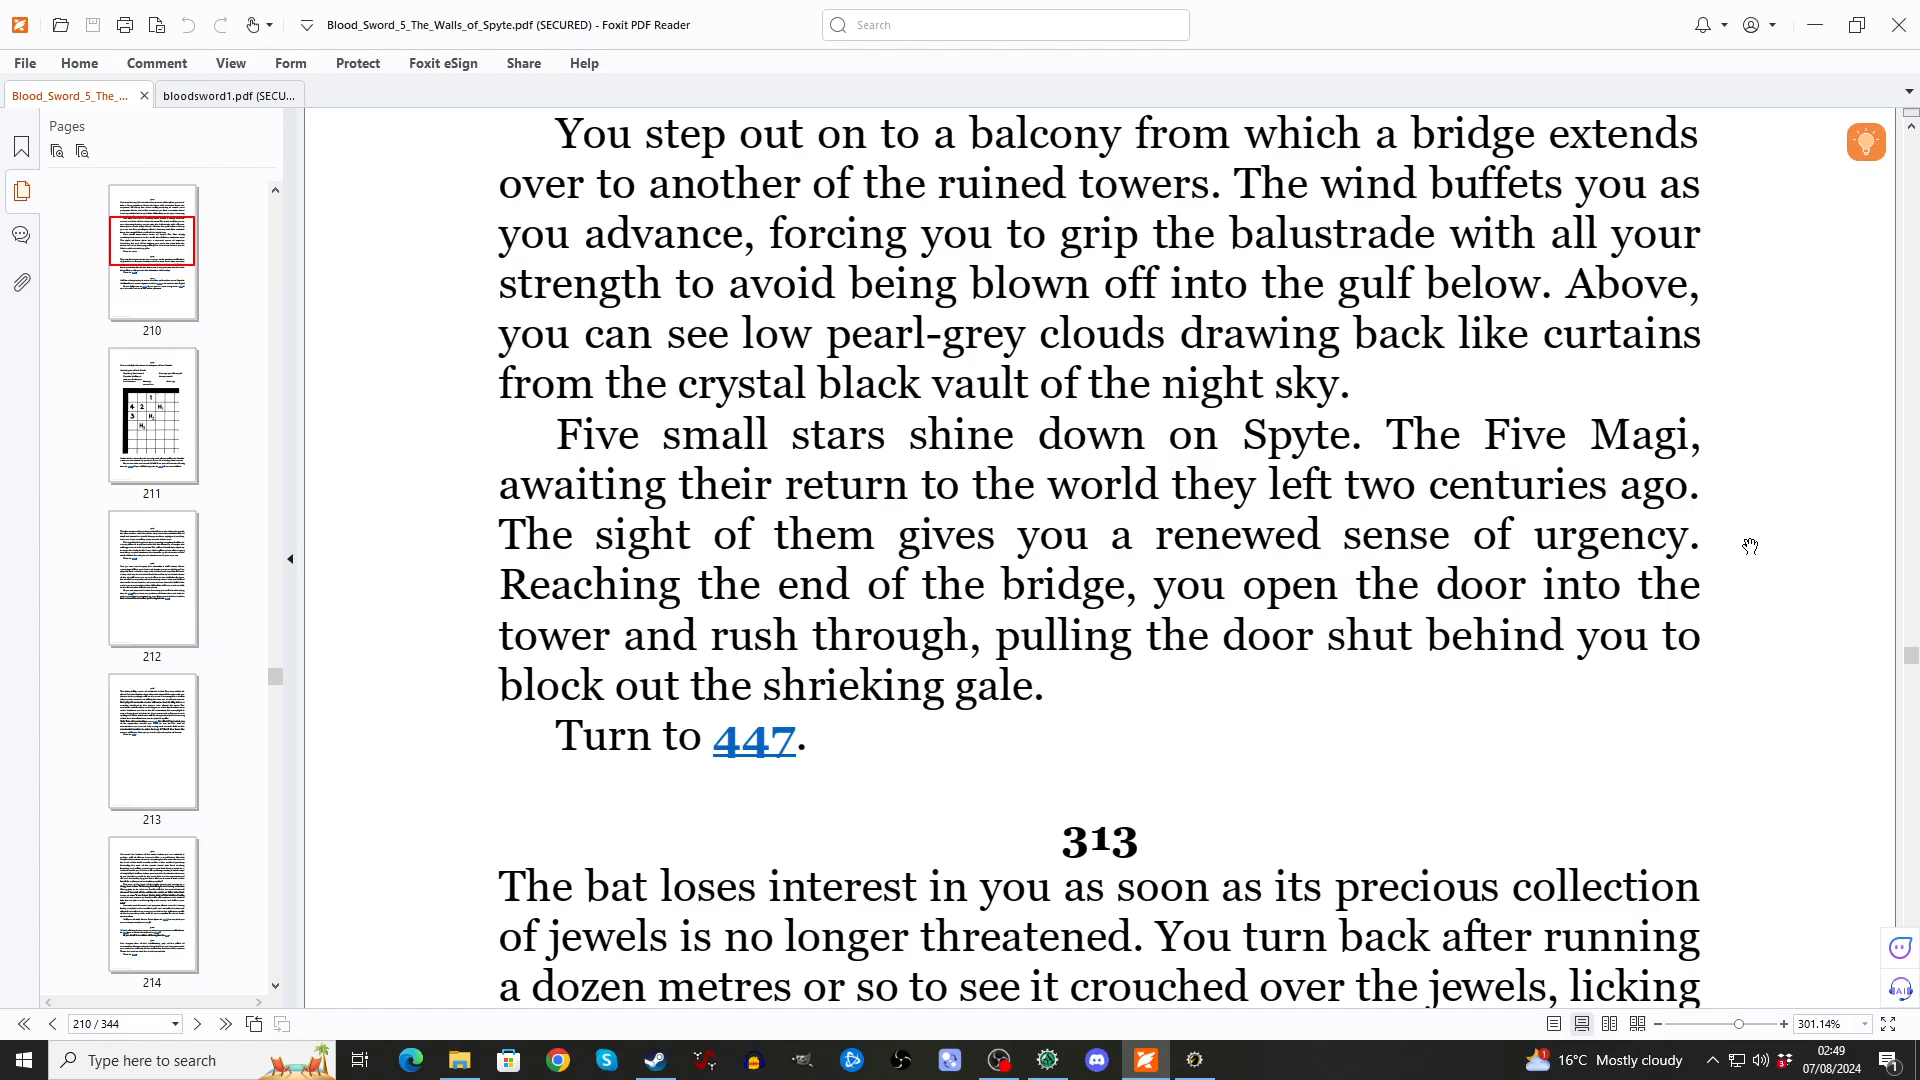 Blood_Sword_5_The_Walls_of_Spyte.pdf (SECURED) - Foxit PDF Reader
Search
File Home Comment View Form Protect Foxit eSign Share Help
Blood_Sword_5_The_... bloodsword1.pdf (SECU...
Pages
You step out on to a balcony from which a bridge extends
over to another of the ruined towers. The wind buffets you as
you advance, forcing you to grip the balustrade with all your
strength to avoid being blown off into the gulf below. Above,
you can see low pearl-grey clouds drawing back like curtains
from the crystal black vault of the night sky.
Five small stars shine down on Spyte. The Five Magi,
awaiting their return to the world they left two centuries ago.
The sight of them gives you a renewed sense of urgency.
Reaching the end of the bridge, you open the door into the
tower and rush through, pulling the door shut behind you to
block out the shrieking gale.
Turn to 447.
313
The bat loses interest in you as soon as its precious collection
of jewels is no longer threatened. You turn back after running
a dozen metres or so to see it crouched over the jewels, licking
210
211
212
213
214
210 / 344
301.14%
Type here to search
16°C Mostly cloudy
02:49
07/08/2024